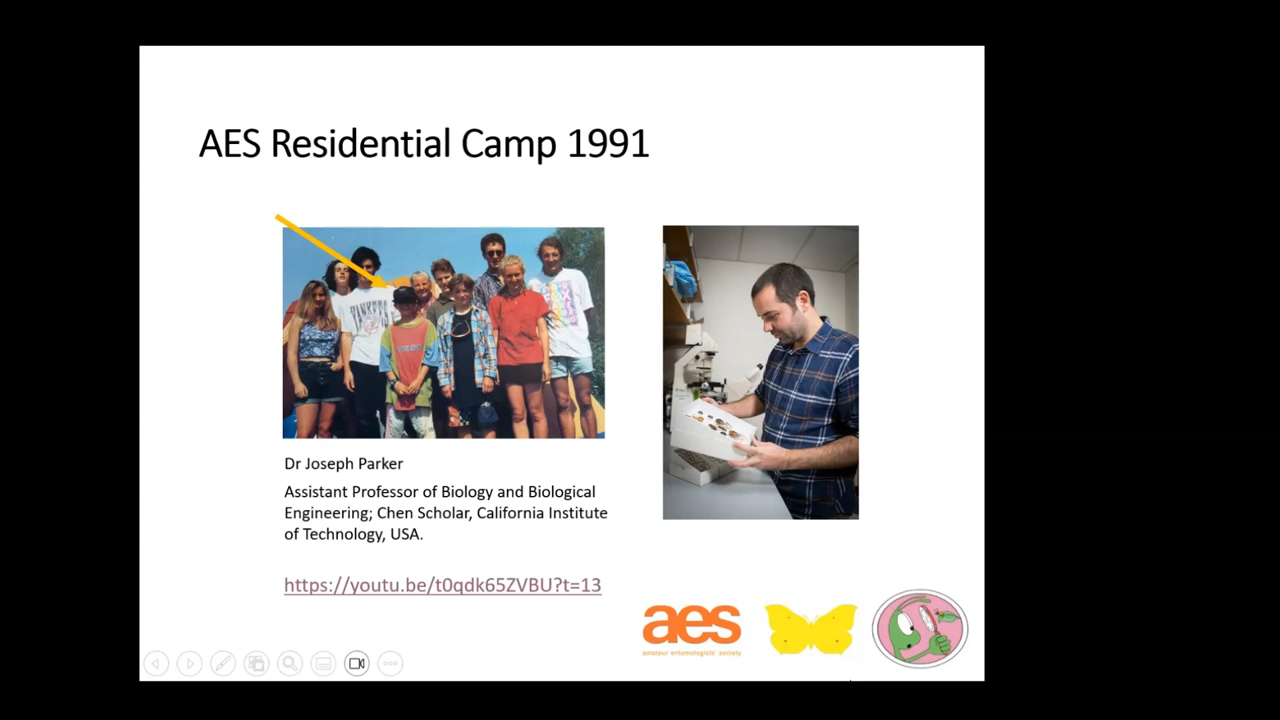 AES Residential Camp 1991
YANKEES
Dr Joseph Parker
Assistant Professor of Biology and Biological
Engineering; Chen Scholar, California Institute
of Technology, USA.
https://youtu.be/t0qdk65ZVBU?t=13
aes
amateur entomologists' society